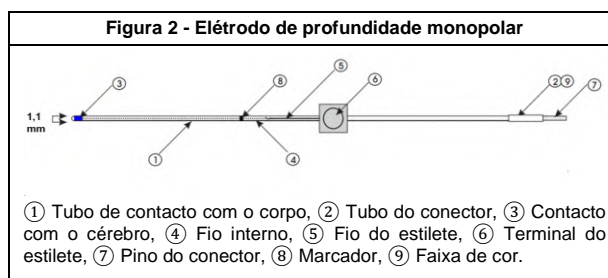 Figura 2 - Elétrodo de profundidade monopolar
③ ⑧ ⑤ ⑥ ②⑨ ⑦
1,1
mm
① ④
① Tubo de contacto com o corpo, ② Tubo do conector, ③ Contacto
com o cérebro, ④ Fio interno, ⑤ Fio do estilete, ⑥ Terminal do
estilete, ⑦ Pino do conector, ⑧ Marcador, ⑨ Faixa de cor.